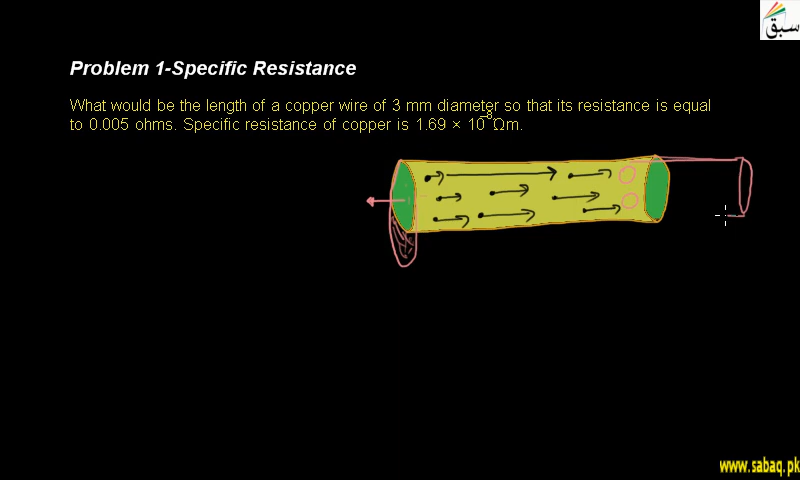 سبق
Problem 1-Specific Resistance
What would be the length of a copper wire of 3 mm diameter so that its resistance is equal
to 0.005 ohms. Specific resistance of copper is 1.69 × 10⁻⁸Ωm.
www.sabaq.pk